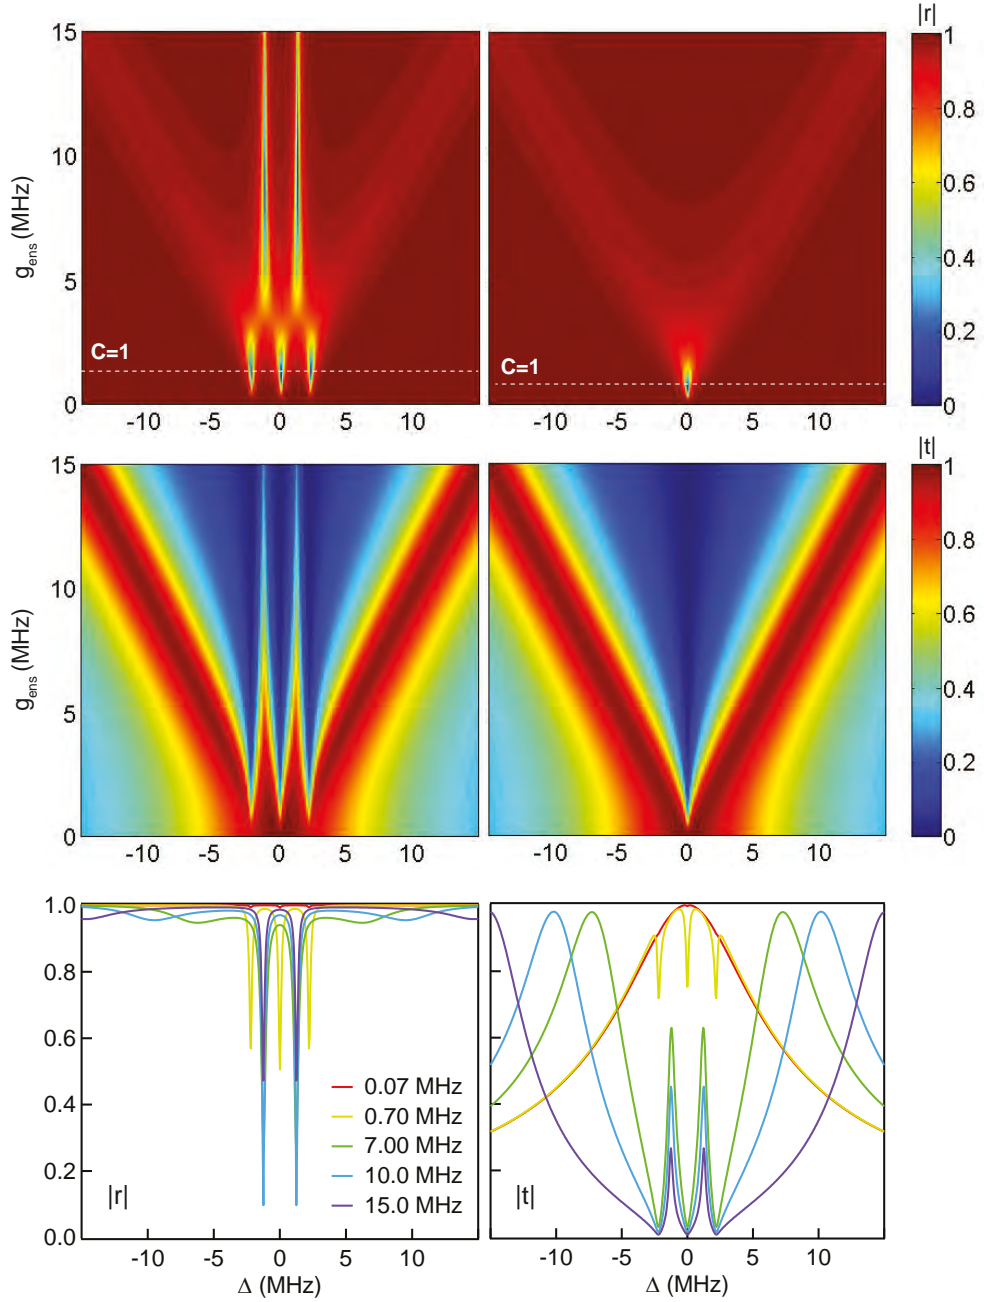 |r|
15
10
5
0
g_ens (MHz)
C=1
C=1
-10 -5 0 5 10
-10 -5 0 5 10
1
0.8
0.6
0.4
0.2
0
|t|
15
10
5
0
g_ens (MHz)
-10 -5 0 5 10
-10 -5 0 5 10
1
0.8
0.6
0.4
0.2
0
1.0
0.8
0.6
0.4
0.2
0.0
0.07 MHz
0.70 MHz
7.00 MHz
10.0 MHz
15.0 MHz
|r|
|t|
-10 -5 0 5 10
-10 -5 0 5 10
Δ (MHz)
Δ (MHz)